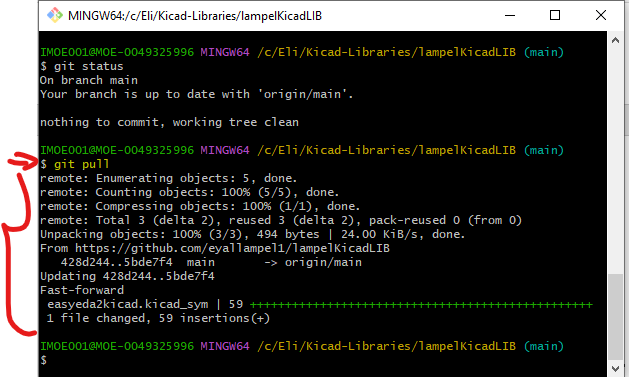 MINGW64:/c/Eli/Kicad-Libraries/lampelKicadLIB
IMOE001@MOE-0049325996 MINGW64 /c/Eli/Kicad-Libraries/lampelKicadLIB (main)
$ git status
On branch main
Your branch is up to date with 'origin/main'.
nothing to commit, working tree clean
IMOE001@MOE-0049325996 MINGW64 /c/Eli/Kicad-Libraries/lampelKicadLIB (main)
$ git pull
remote: Enumerating objects: 5, done.
remote: Counting objects: 100% (5/5), done.
remote: Compressing objects: 100% (1/1), done.
remote: Total 3 (delta 2), reused 3 (delta 2), pack-reused 0 (from 0)
Unpacking objects: 100% (3/3), 494 bytes | 24.00 KiB/s, done.
From https://github.com/eyallampel1/lampelKicadLIB
   428d244..5bde7f4  main       -> origin/main
Updating 428d244..5bde7f4
Fast-forward
 easyeda2kicad.kicad_sym | 59 +++++++++++++++++++++++++++++++++++++++++++++++++
 1 file changed, 59 insertions(+)
IMOE001@MOE-0049325996 MINGW64 /c/Eli/Kicad-Libraries/lampelKicadLIB (main)
$